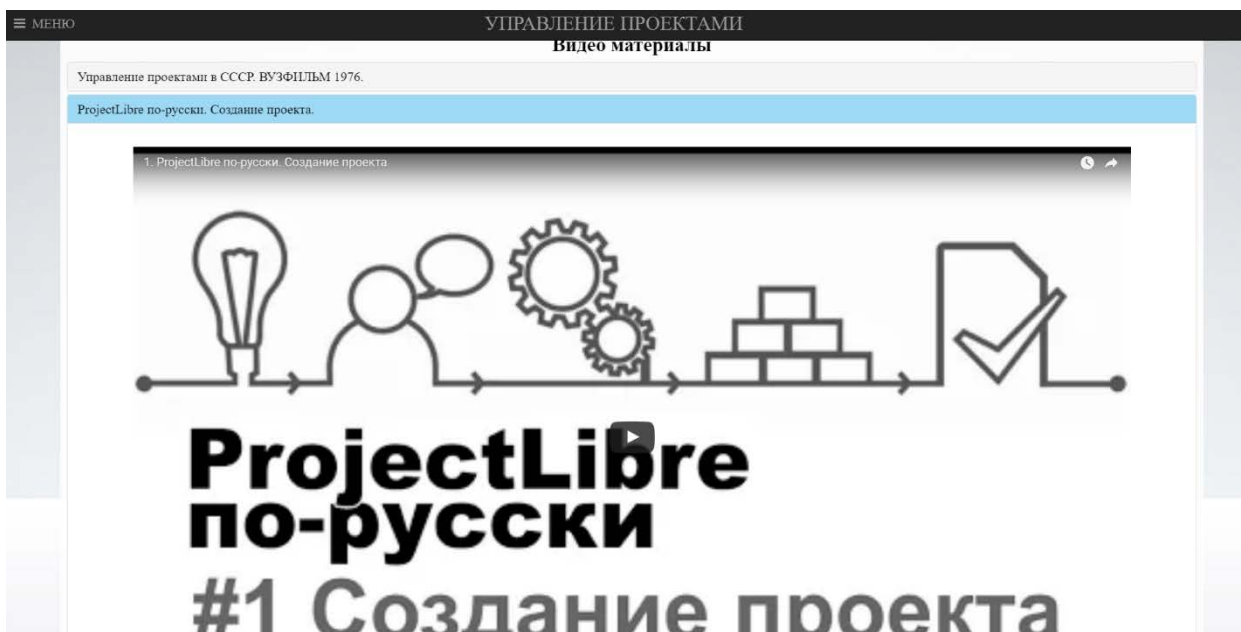 МЕНЮ
УПРАВЛЕНИЕ ПРОЕКТАМИ
Видео материалы
Управление проектами в СССР. ВУЗФИЛЬМ 1976.
ProjectLibre по-русски. Создание проекта.
1. ProjectLibre по-русски. Создание проекта
ProjectLibre
по-русски
#1 Создание проекта